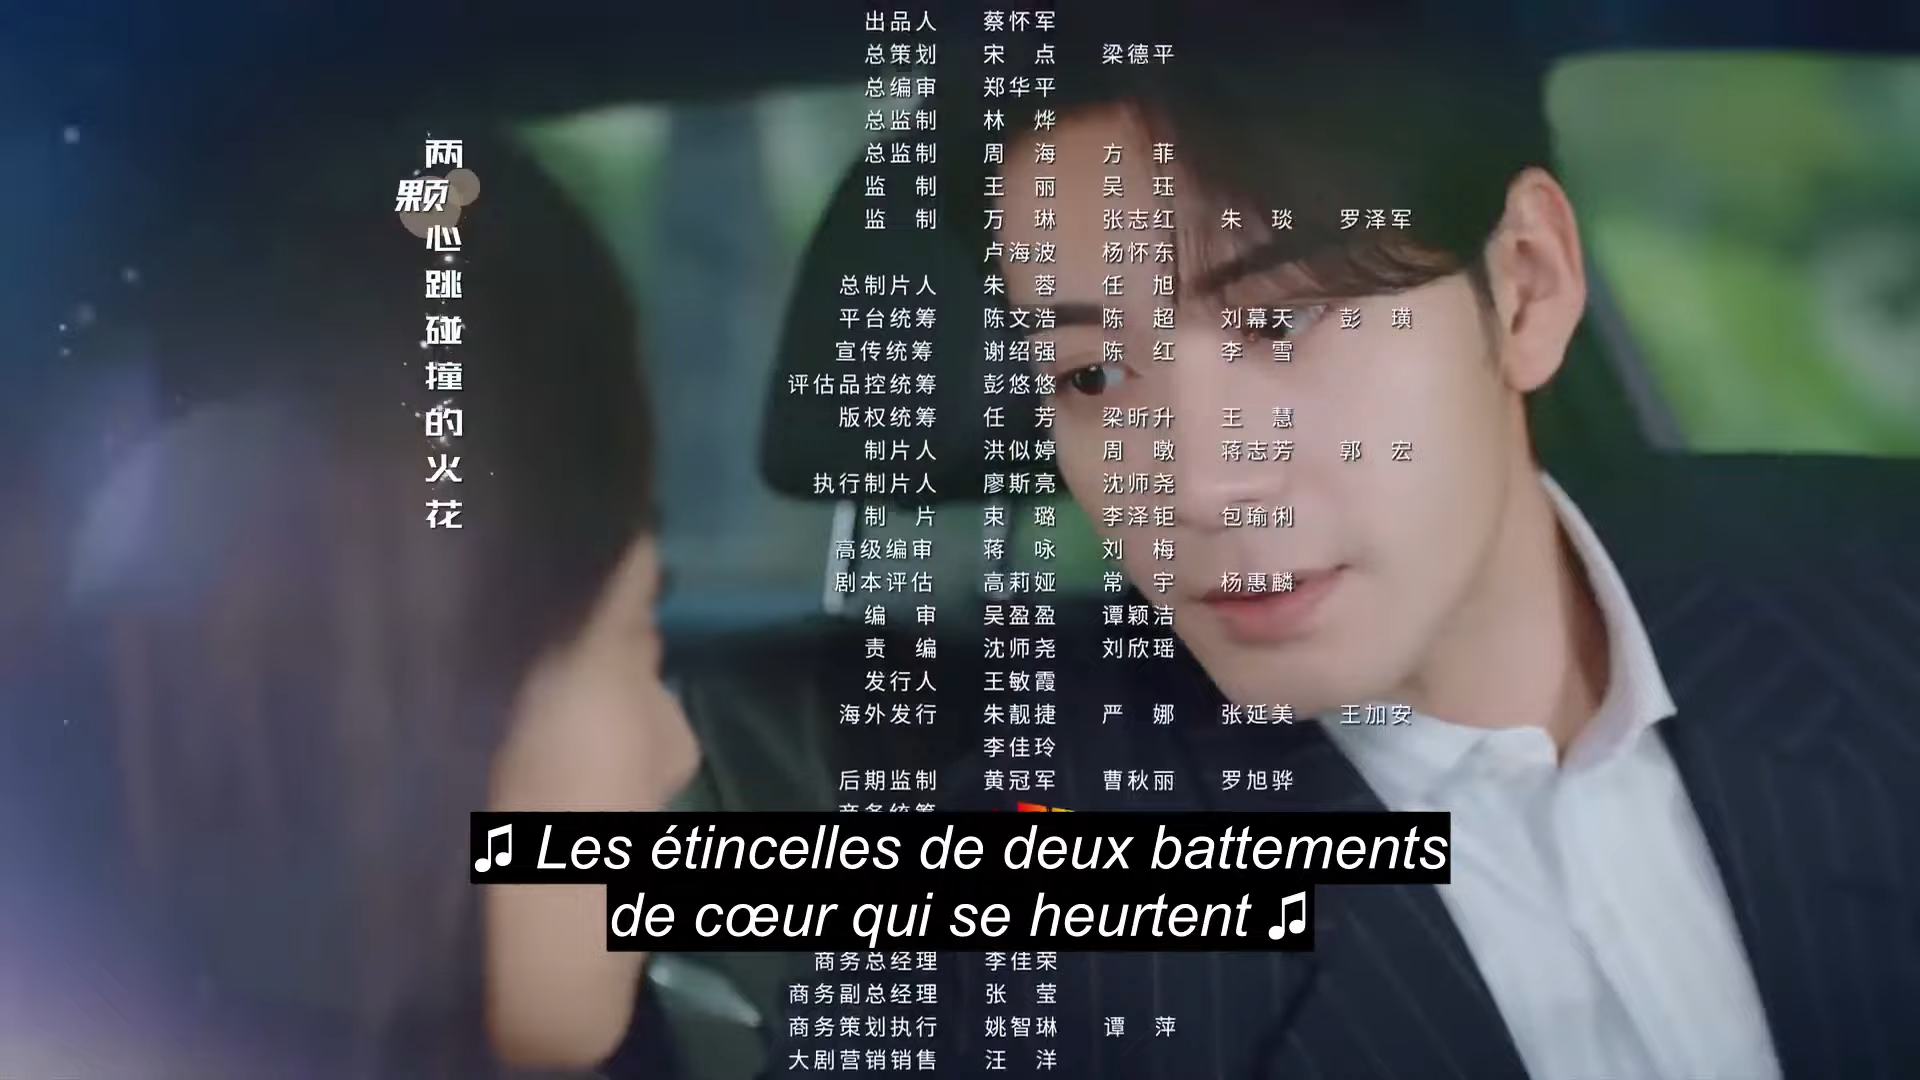 两颗心跳碰撞的火花
出品人 蔡怀军
总策划 宋点 梁德平
总编审 郑华平
总监制 林烨
总监制 周海 方菲
监制 王丽 吴珏
监制 万琳 张志红 朱琰 罗泽军
卢海波 杨怀东
总制片人 朱蓉 任旭
平台统筹 陈文浩 陈超 刘幕天 彭璜
宣传统筹 谢绍强 陈红 李雪
评估品控统筹 彭悠悠
版权统筹 任芳 梁昕升 王慧
制片人 洪似婷 周暾 蒋志芳 郭宏
执行制片人 廖斯亮 沈师尧
制片 束璐 李泽钜 包瑜俐
高级编审 蒋咏 刘梅
剧本评估 高莉娅 常宇 杨惠麟
编审 吴盈盈 谭颖洁
责编 沈师尧 刘欣瑶
发行人 王敏霞
海外发行 朱靓捷 严娜 张延美 王加安
李佳玲
后期监制 黄冠军 曹秋丽 罗旭骅
♫ Les étincelles de deux battements
de cœur qui se heurtent ♫
商务总经理 李佳荣
商务副总经理 张莹
商务策划执行 姚智琳 谭萍
大剧营销销售 汪洋